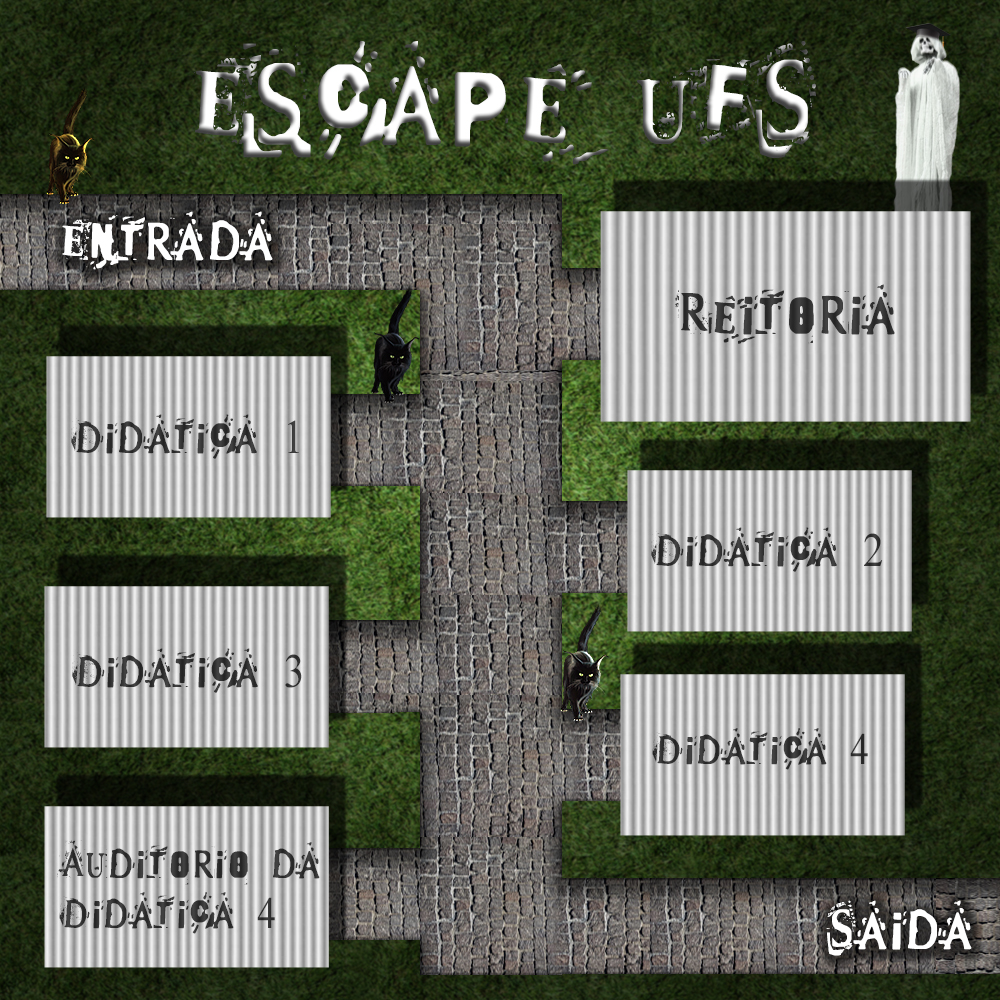 ESCAPE UFS
ENTRADA
REITORIA
DIDATICA 1
DIDATICA 2
DIDATICA 3
DIDATICA 4
AUDITORIO DA
DIDATICA 4
SAIDA